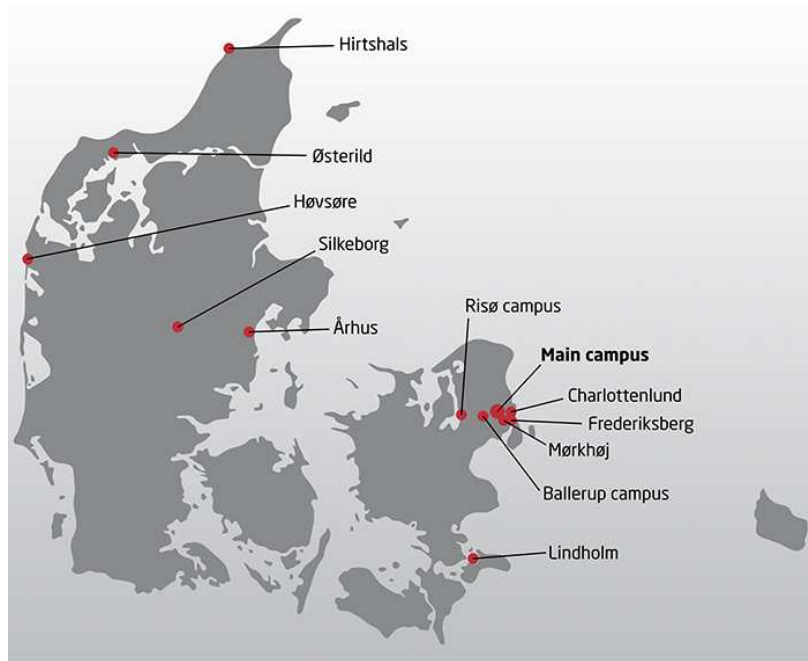 Hirtshals
Østerild
Høvsøre
Silkeborg
Århus
Risø campus
Main campus
Charlottenlund
Frederiksberg
Mørkhøj
Ballerup campus
Lindholm